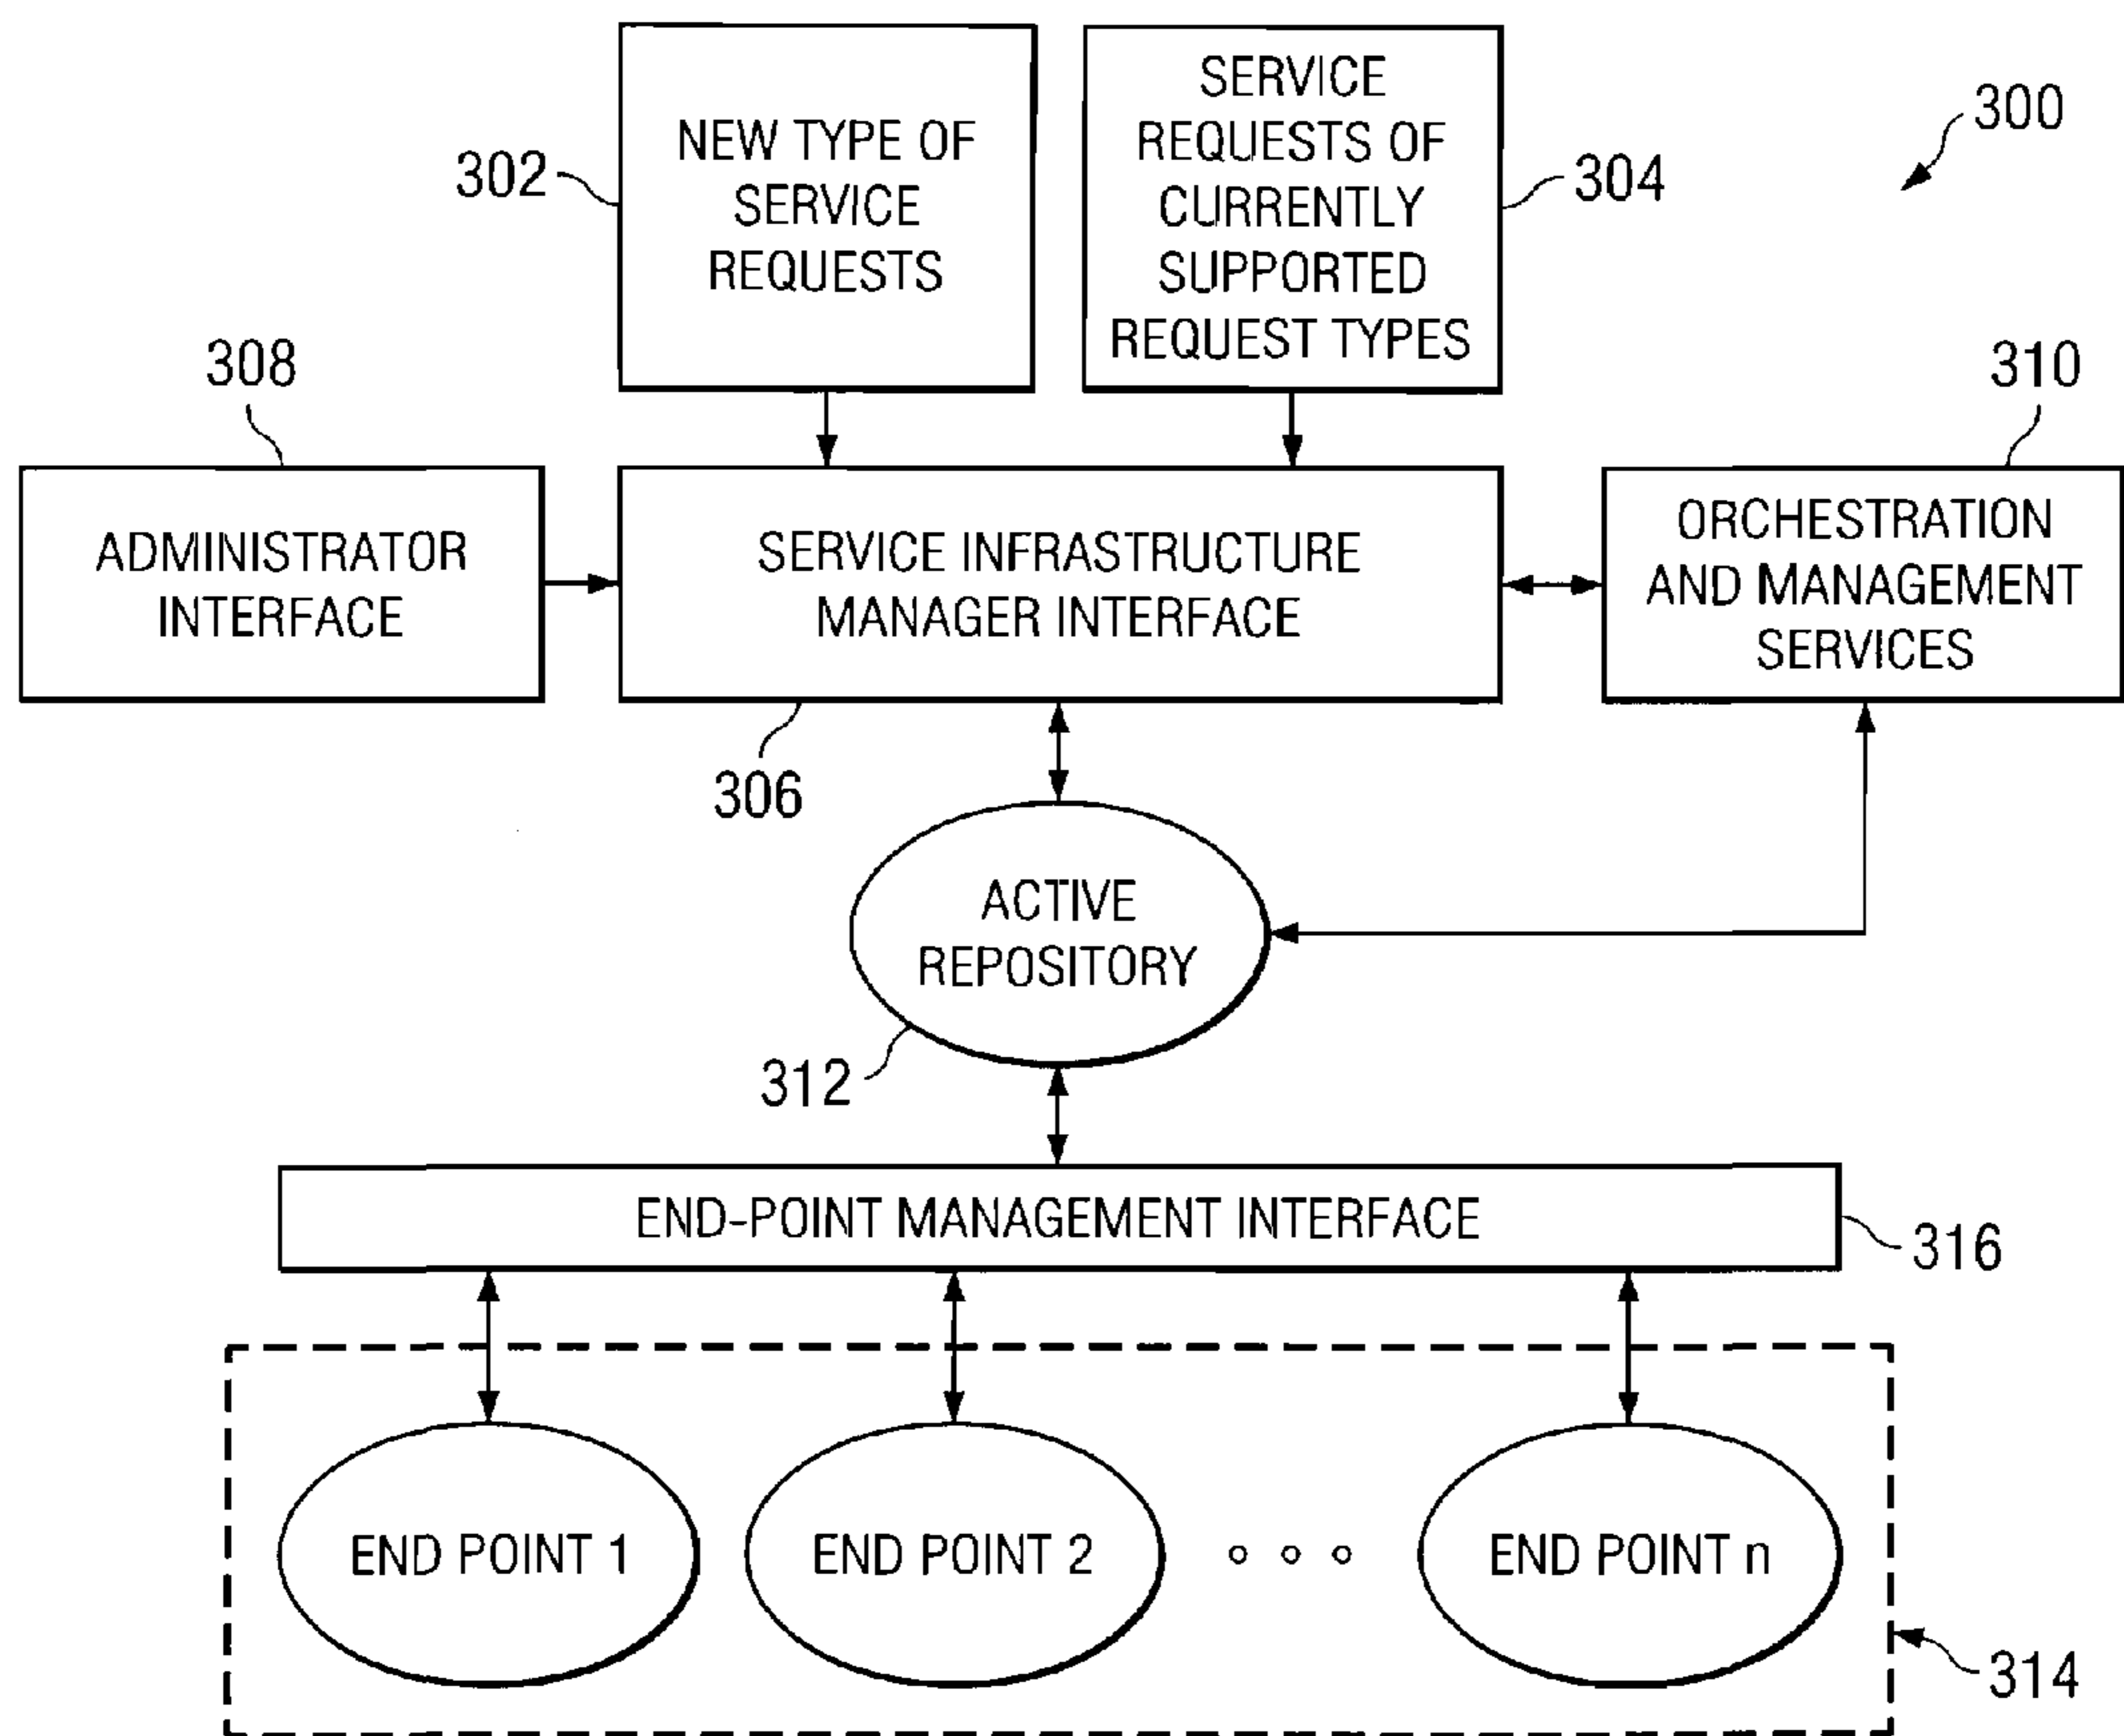 NEW TYPE OF
SERVICE
REQUESTS
302
SERVICE
REQUESTS OF
CURRENTLY
SUPPORTED
REQUEST TYPES
304
300
308
ADMINISTRATOR
INTERFACE
SERVICE INFRASTRUCTURE
MANAGER INTERFACE
306
310
ORCHESTRATION
AND MANAGEMENT
SERVICES
ACTIVE
REPOSITORY
312
END-POINT MANAGEMENT INTERFACE
316
END POINT 1
END POINT 2
END POINT n
314